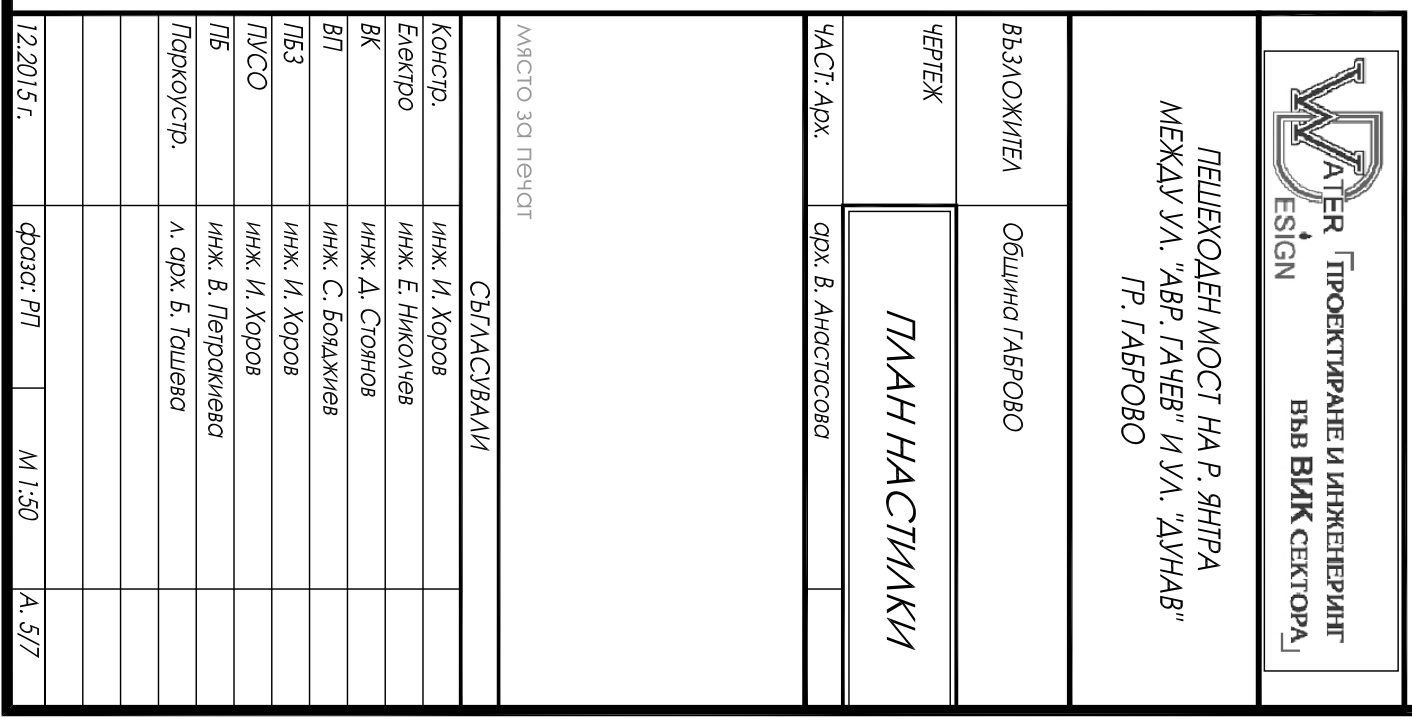 WATER
DESIGN
ПРОЕКТИРАНЕ И ИНЖЕНЕРИНГ
ВЪВ ВИК СЕКТОРА
ПЕШЕХОДЕН МОСТ НА Р. ЯНТРА
МЕЖДУ УЛ. "АВР. ГАЧЕВ" И УЛ. "ДУНАВ"
ГР. ГАБРОВО
ВЪЗЛОЖИТЕЛ Община ГАБРОВО
ЧЕРТЕЖ ПЛАН НАСТИЛКИ
ЧАСТ: Арх. арх. В. Анастасова
място за печат
СЪГЛАСУВАЛИ
Констр. инж. И. Хоров
Електро инж. Е. Николчев
ВК инж. Д. Стоянов
ВП инж. С. Бояджиев
ПБЗ инж. И. Хоров
ПУСО инж. И. Хоров
ПБ инж. В. Петракиева
Паркоустр. л. арх. Б. Ташева
12.2015 г. фаза: РП М 1:50 А. 5/7